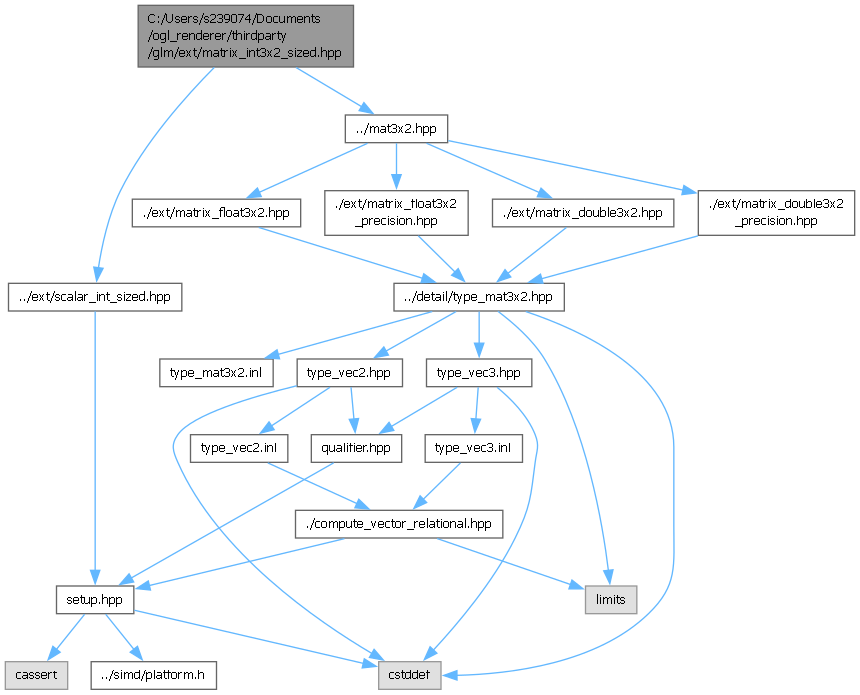 C:/Users/s239074/Documents
/ogl_renderer/thirdparty
/glm/ext/matrix_int3x2_sized.hpp
../mat3x2.hpp
./ext/matrix_float3x2.hpp
./ext/matrix_float3x2
_precision.hpp
./ext/matrix_double3x2.hpp
./ext/matrix_double3x2
_precision.hpp
../ext/scalar_int_sized.hpp
../detail/type_mat3x2.hpp
type_mat3x2.inl
type_vec2.hpp
type_vec3.hpp
type_vec2.inl
qualifier.hpp
type_vec3.inl
./compute_vector_relational.hpp
setup.hpp
limits
cassert
../simd/platform.h
cstddef